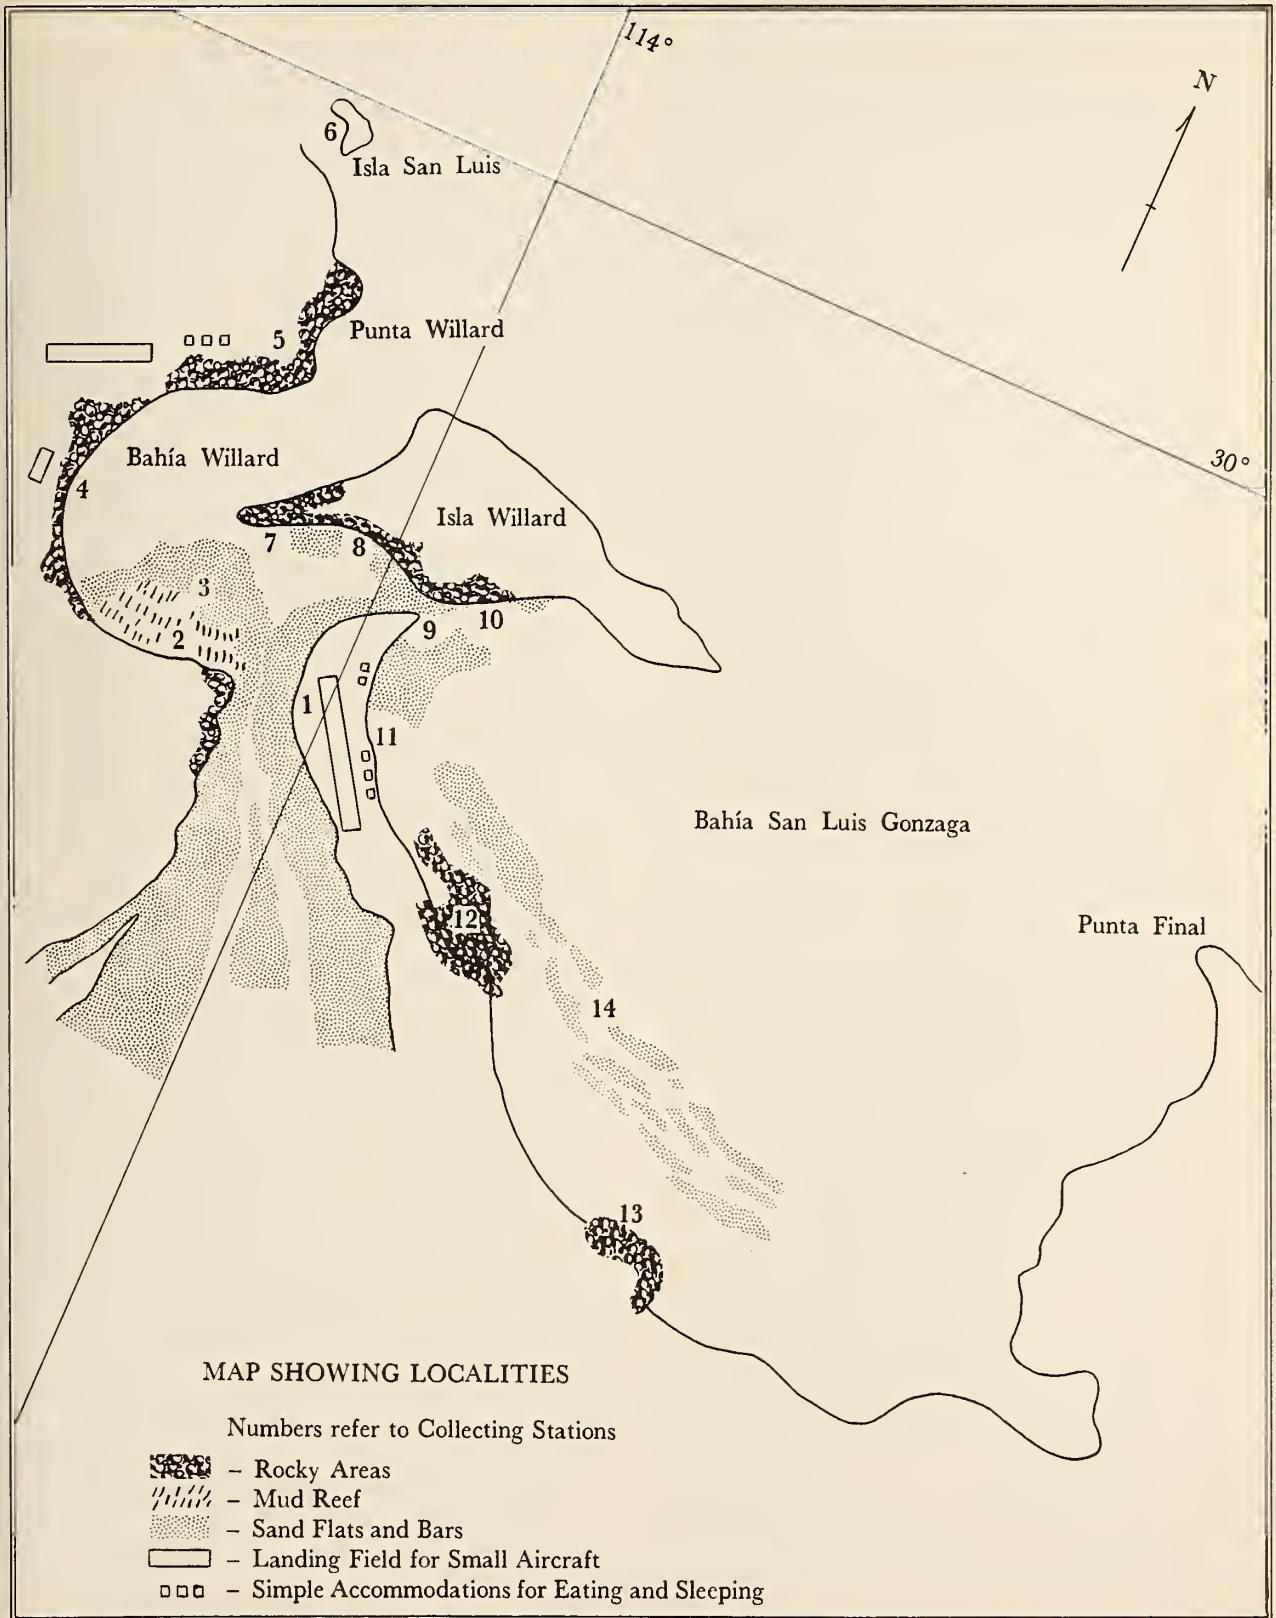 114°
N
6
Isla San Luis
5
Punta Willard
30°
Bahía Willard
4
Isla Willard
7
8
3
10
9
2
1
11
Bahía San Luis Gonzaga
12
Punta Final
14
13
MAP SHOWING LOCALITIES
Numbers refer to Collecting Stations
– Rocky Areas
– Mud Reef
– Sand Flats and Bars
– Landing Field for Small Aircraft
– Simple Accommodations for Eating and Sleeping